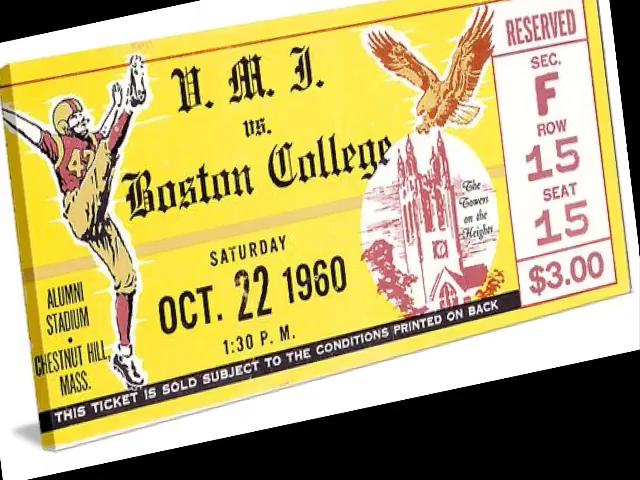 V. M. I.
vs.
Boston College
SATURDAY
OCT. 22 1960
1:30 P. M.
ALUMNI
STADIUM
•
CHESTNUT HILL,
MASS.
42
The
Towers
on the
Heights
THIS TICKET IS SOLD SUBJECT TO THE CONDITIONS PRINTED ON BACK
RESERVED
SEC.
F
ROW
15
SEAT
15
$3.00